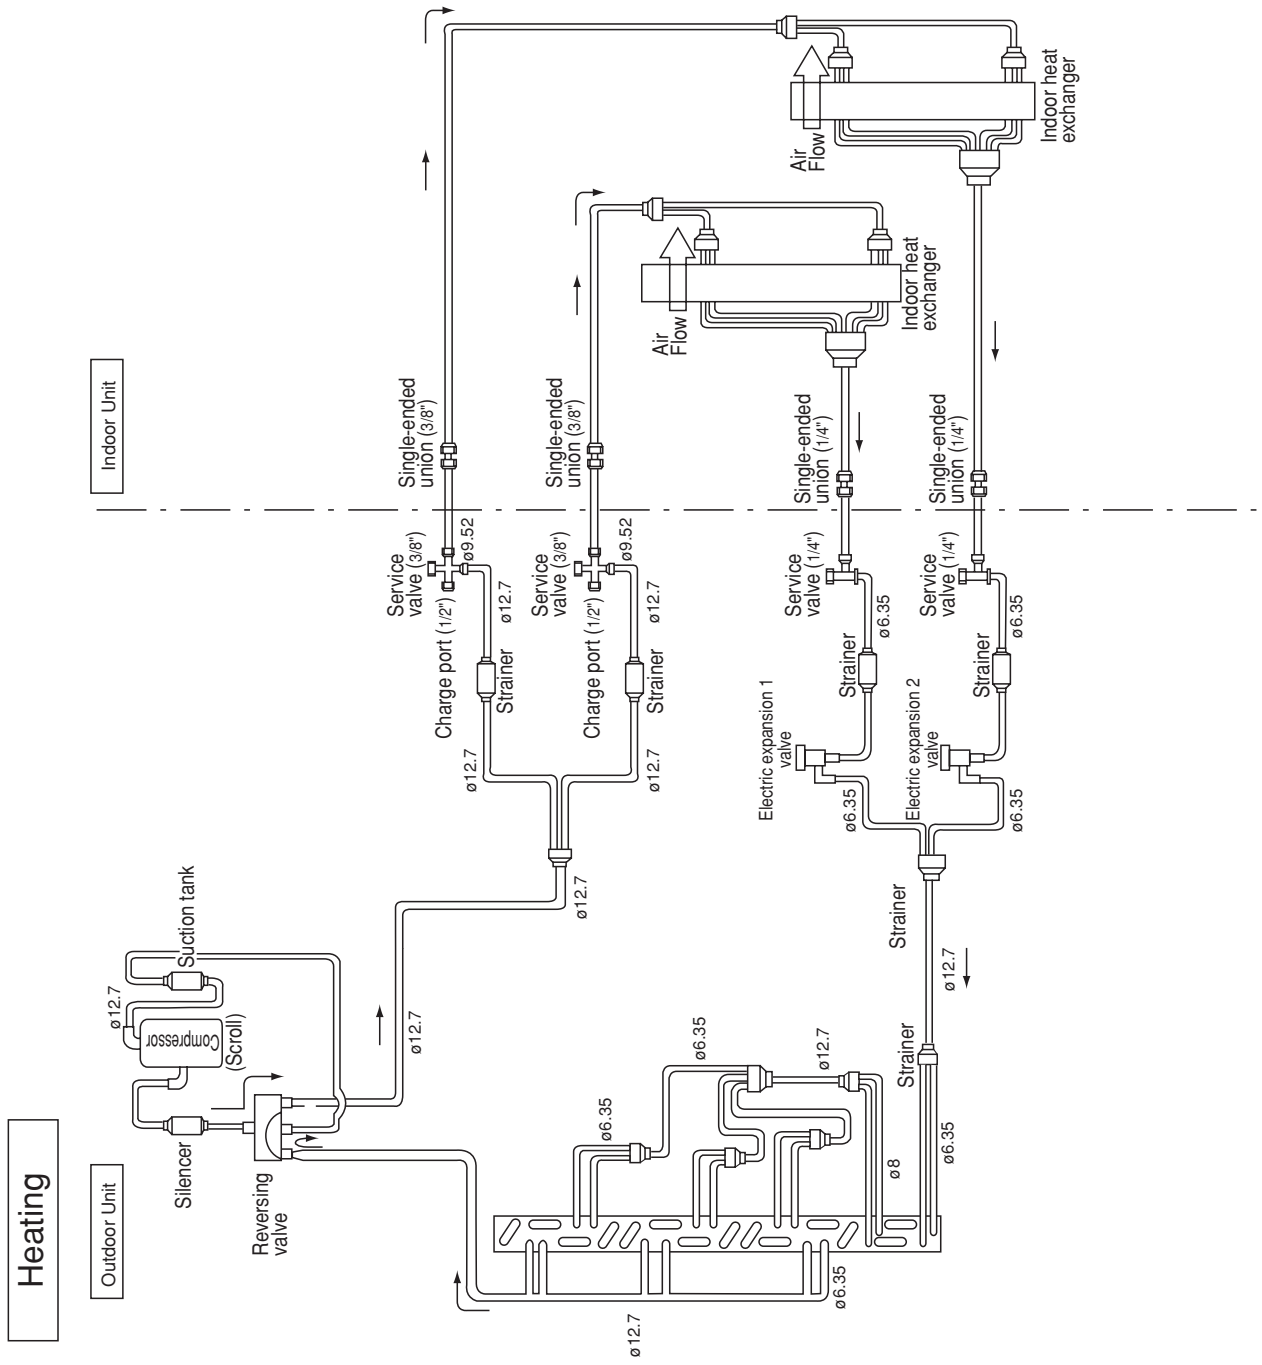 Heating
Outdoor Unit
Indoor Unit
Silencer
Reversing
valve
Compressor
(Scroll)
Suction tank
ø12.7
ø12.7
ø12.7
ø12.7
ø12.7
Strainer
Strainer
ø12.7
ø12.7
ø9.52
ø9.52
Charge port (1/2")
Charge port (1/2")
Service
valve (3/8")
Service
valve (3/8")
Single-ended
union (3/8")
Single-ended
union (3/8")
Air
Flow
Indoor heat
exchanger
Air
Flow
Indoor heat
exchanger
Single-ended
union (1/4")
Single-ended
union (1/4")
Service
valve (1/4")
Service
valve (1/4")
ø6.35
ø6.35
Strainer
Strainer
Electric expansion 1
valve
Electric expansion 2
valve
ø6.35
ø6.35
Strainer
ø12.7
Strainer
ø6.35
ø6.35
ø12.7
ø8
ø6.35
ø6.35
ø12.7